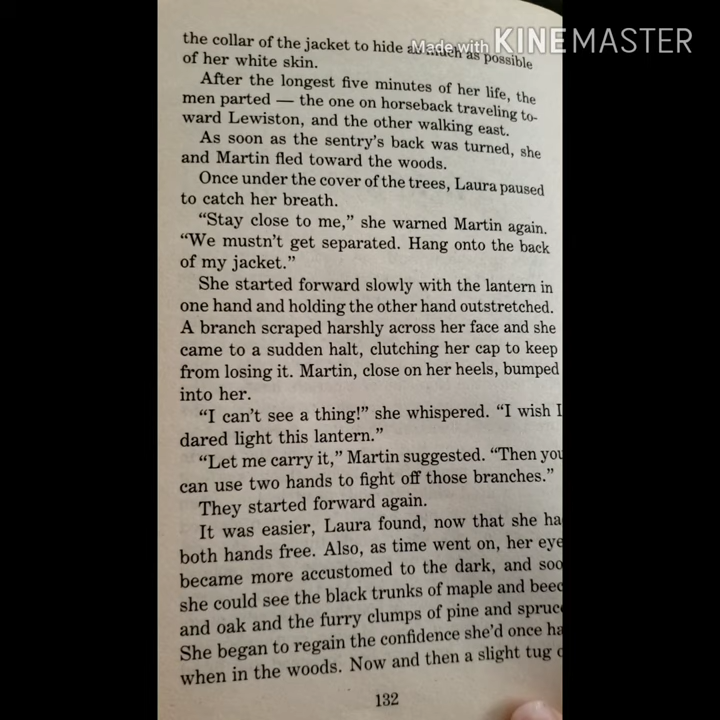 Made with KINEMASTER
the collar of the jacket to hide as much as possible
of her white skin.
After the longest five minutes of her life, the
men parted — the one on horseback traveling to-
ward Lewiston, and the other walking east.
As soon as the sentry's back was turned, she
and Martin fled toward the woods.
Once under the cover of the trees, Laura paused
to catch her breath.
“Stay close to me,” she warned Martin again.
“We mustn't get separated. Hang onto the back
of my jacket.”
She started forward slowly with the lantern in
one hand and holding the other hand outstretched.
A branch scraped harshly across her face and she
came to a sudden halt, clutching her cap to keep
from losing it. Martin, close on her heels, bumped
into her.
“I can't see a thing!” she whispered. “I wish I
dared light this lantern.”
“Let me carry it,” Martin suggested. “Then you
can use two hands to fight off those branches.”
They started forward again.
It was easier, Laura found, now that she ha
both hands free. Also, as time went on, her eye
became more accustomed to the dark, and soo
she could see the black trunks of maple and beec
and oak and the furry clumps of pine and spruc
She began to regain the confidence she'd once ha
when in the woods. Now and then a slight tug
132